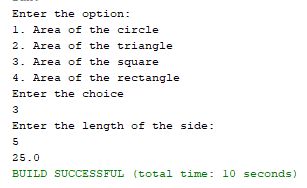 Enter the option:
1. Area of the circle
2. Area of the triangle
3. Area of the square
4. Area of the rectangle
Enter the choice
3
Enter the length of the side:
5
25.0
BUILD SUCCESSFUL (total time: 10 seconds)